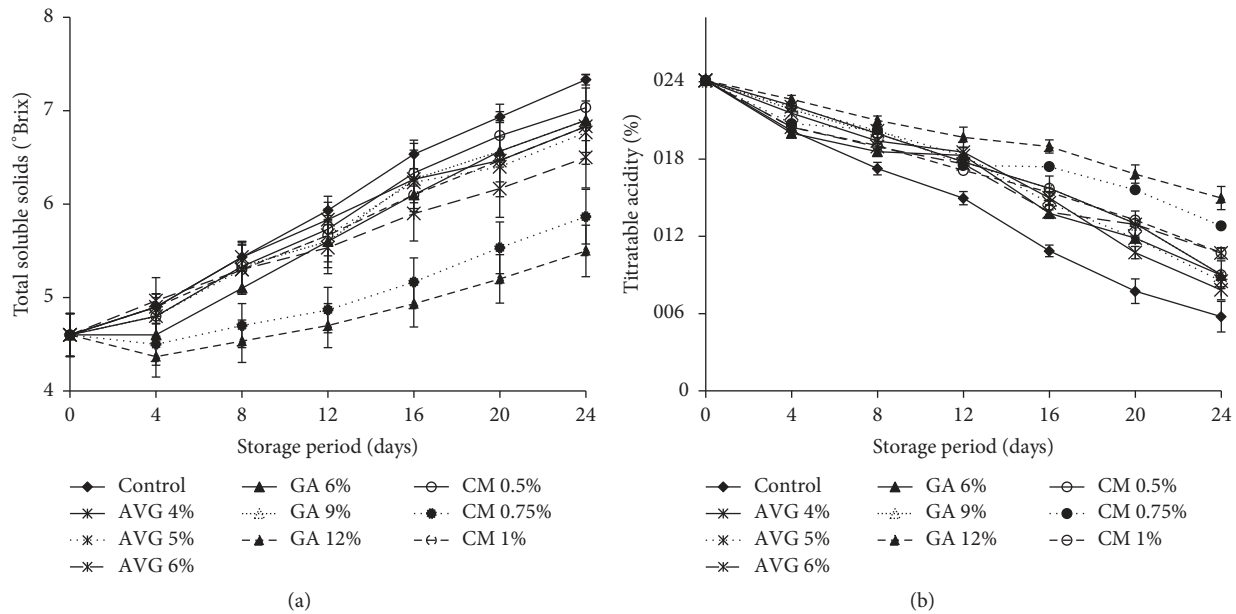 8
7
6
5
4
Total soluble solids (°Brix)
0 4 8 12 16 20 24
Storage period (days)
Control
AVG 4%
AVG 5%
AVG 6%
GA 6%
GA 9%
GA 12%
CM 0.5%
CM 0.75%
CM 1%
(a)
024
018
012
006
0
Titratable acidity (%)
0 4 8 12 16 20 24
Storage period (days)
Control
AVG 4%
AVG 5%
AVG 6%
GA 6%
GA 9%
GA 12%
CM 0.5%
CM 0.75%
CM 1%
(b)